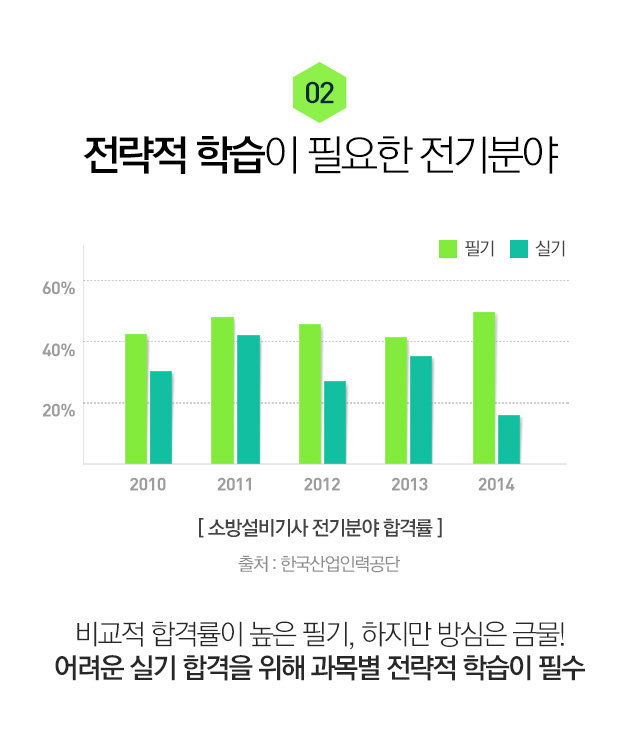 02
전략적 학습이 필요한 전기분야
필기 실기
60%
40%
20%
2010 2011 2012 2013 2014
[ 소방설비기사 전기분야 합격률 ]
출처 : 한국산업인력공단
비교적 합격률이 높은 필기, 하지만 방심은 금물!
어려운 실기 합격을 위해 과목별 전략적 학습이 필수